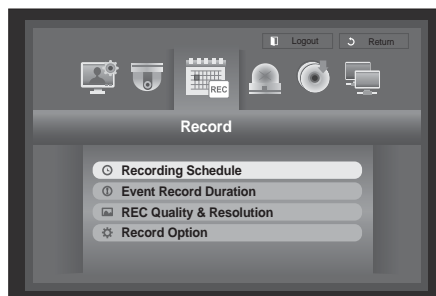 Logout Return
REC
Record
Recording Schedule
Event Record Duration
REC Quality & Resolution
Record Option